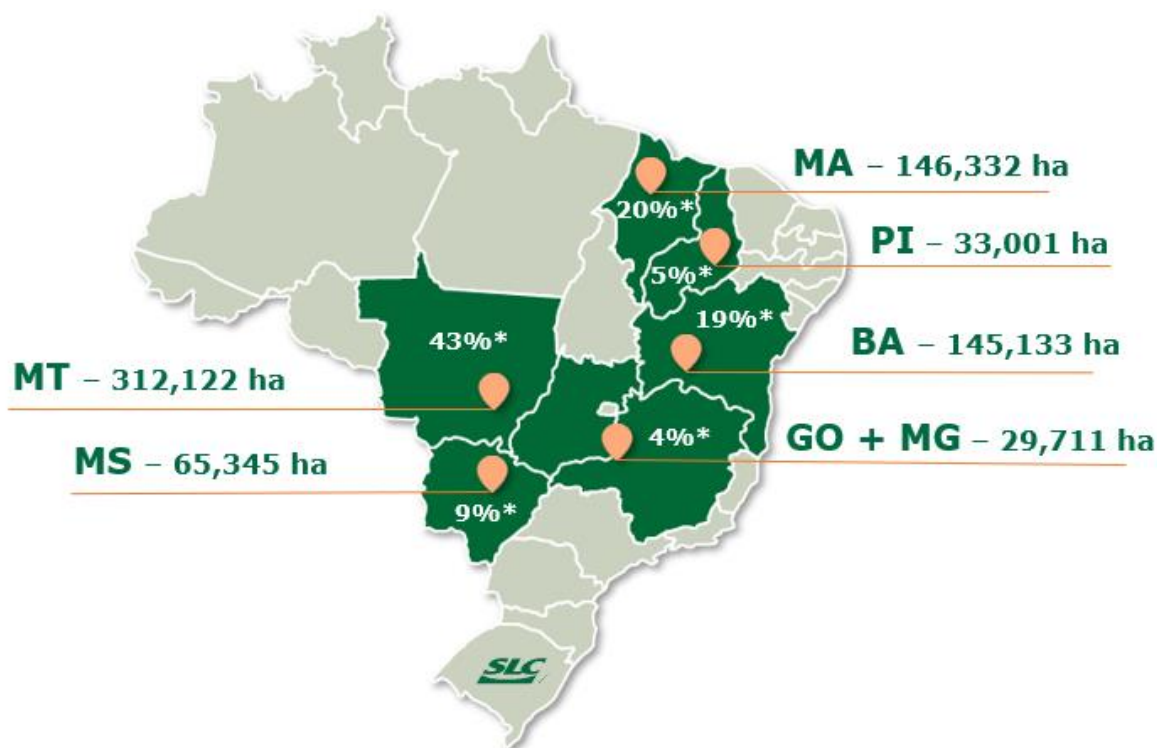 MA – 146,332 ha
20%*
PI – 33,001 ha
5%*
19%*
BA – 145,133 ha
43%*
MT – 312,122 ha
4%*
GO + MG – 29,711 ha
MS – 65,345 ha
9%*
SLC